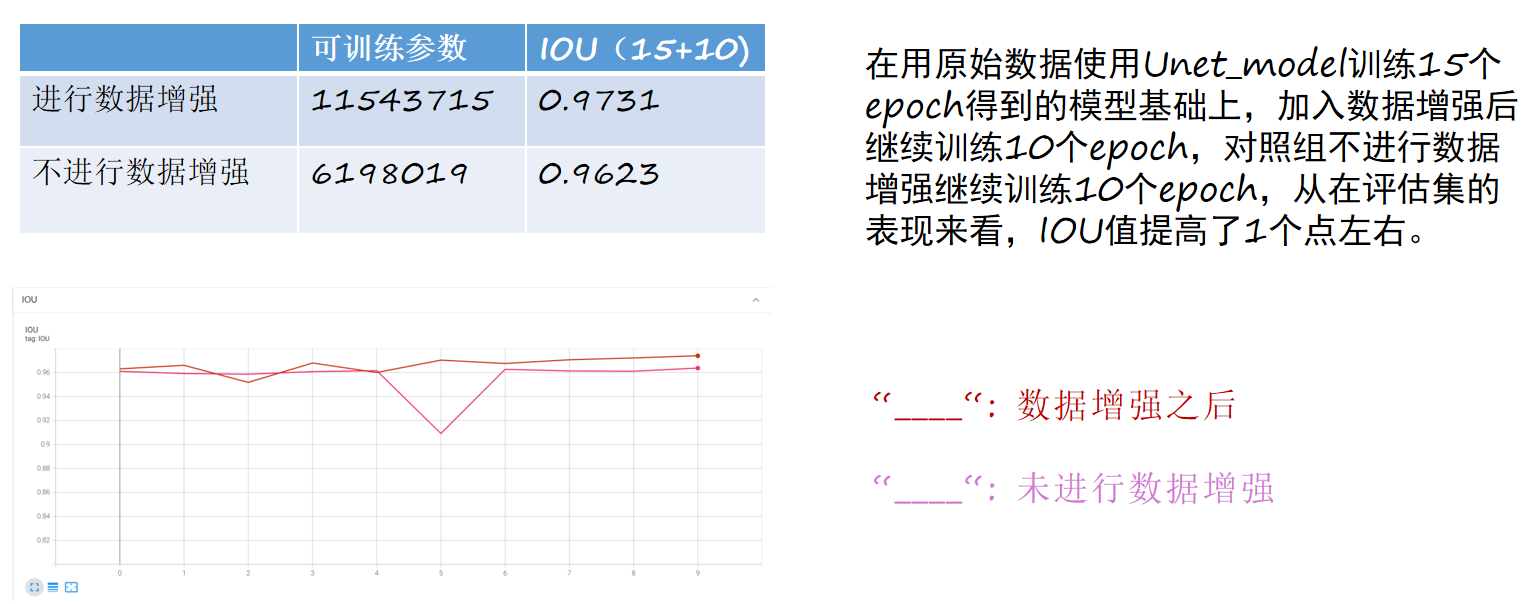 可训练参数 IOU（15+10)
进行数据增强 11543715 0.9731
不进行数据增强 6198019 0.9623
在用原始数据使用Unet_model训练15个
epoch得到的模型基础上，加入数据增强后
继续训练10个epoch，对照组不进行数据
增强继续训练10个epoch，从在评估集的
表现来看，IOU值提高了1个点左右。
IOU
IOU
tag: IOU
0.96
0.94
0.92
0.9
0.88
0.86
0.84
0.82
0 1 2 3 4 5 6 7 8 9
“____“：数据增强之后
“____“：未进行数据增强